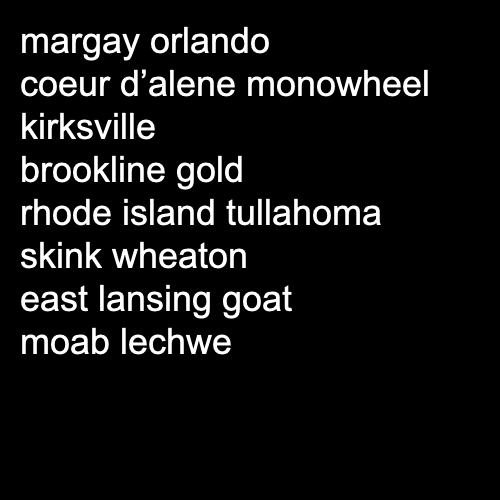 margay orlando
coeur d’alene monowheel
kirksville
brookline gold
rhode island tullahoma
skink wheaton
east lansing goat
moab lechwe